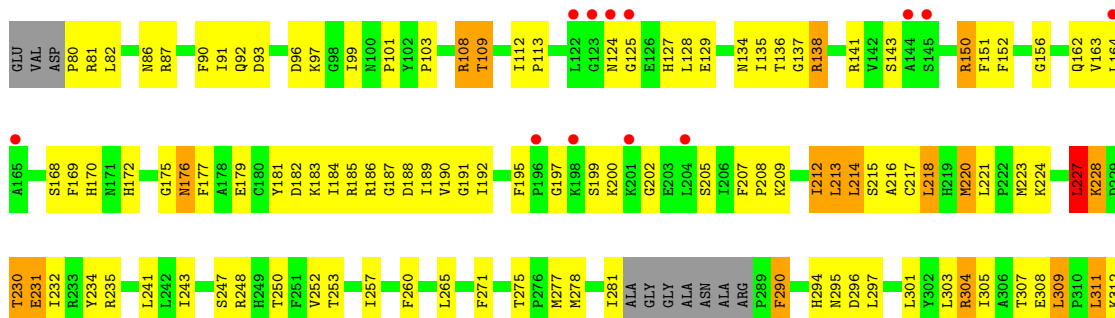 GLU VAL ASP P80 R81 L82 N86 R87 F90 I91 Q92 D93 D96 K97 G98 I99 N100 P101 Y102 P103 R108 T109 I112 P113 L122 G123 N124 G125 E126 H127 L128 E129 N134 I135 T136 G137 R138 R141 V142 S143 A144 S145 R150 F151 F152 G156 Q162 V163 L164
A165 S168 F169 H170 N171 H172 G175 N176 F177 A178 E179 C180 Y181 D182 K183 I184 R185 R186 G187 D188 I189 V190 G191 I192 F195 P196 G197 K198 S199 K200 K201 G202 E203 L204 S205 I206 F207 P208 K209 I212 L213 L214 S215 A216 C217 L218 H219 M220 L221 P222 M223 K224 L227 K228 P229
T230 E231 I232 R233 Y234 R235 L241 L242 I243 S247 R248 H249 T250 F251 V252 T253 I257 F260 L265 F271 T275 P276 M277 M278 I281 ALA GLY GLY ALA ASN ALA ARG P289 F290 H294 N295 D296 L297 L301 Y302 L303 R304 I305 A306 T307 E308 L309 P310 L311 K312